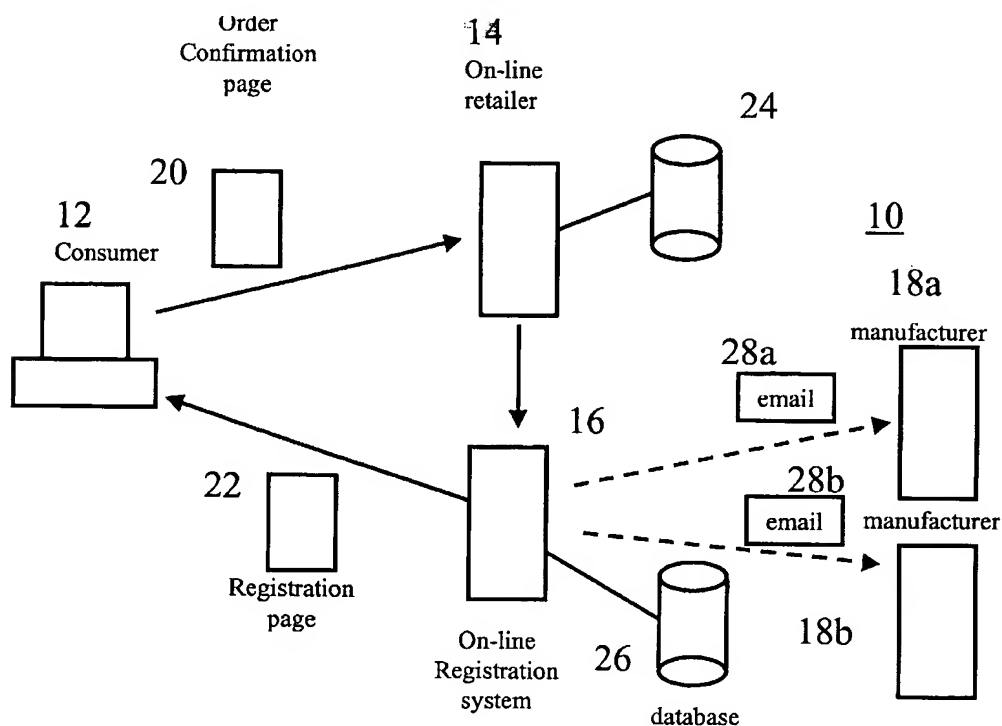 Order
Confirmation
page
14
On-line
retailer
24
20
12
Consumer
10
18a
manufacturer
28a
email
16
22
28b
email
manufacturer
Registration
page
On-line
Registration
system
26
18b
database